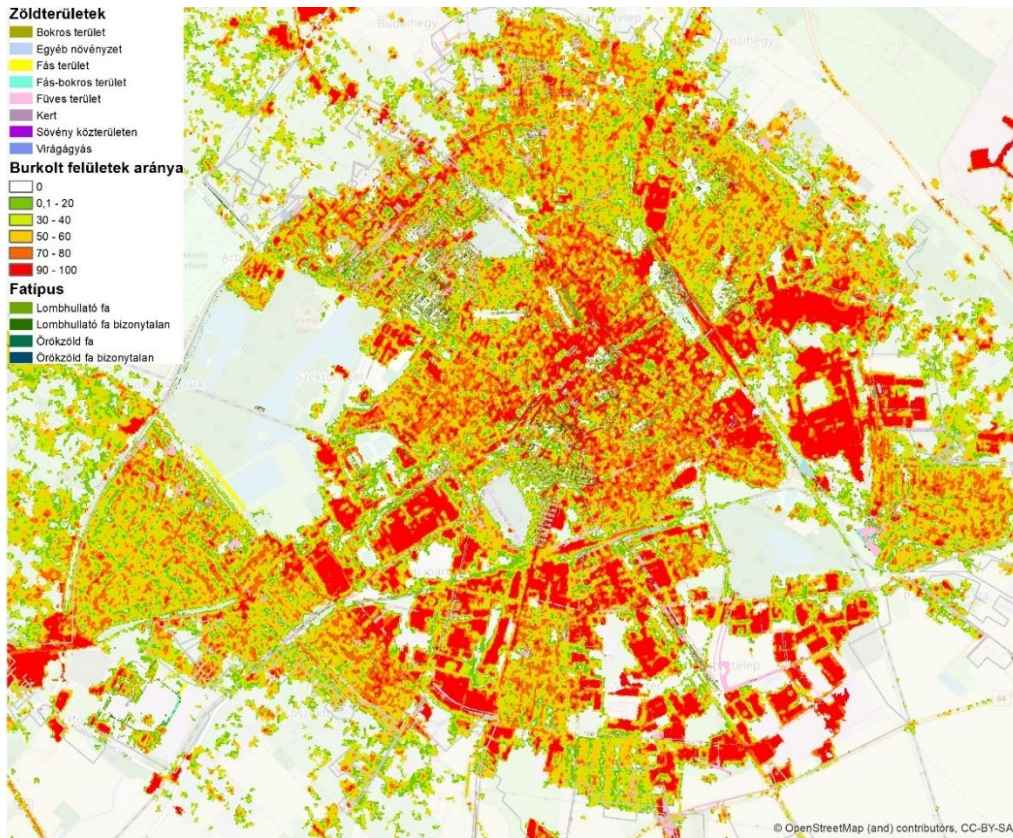 Zöldterületek
Bokros terület
Egyéb növényzet
Fás terület
Fás-bokros terület
Füves terület
Kert
Sövény közterületen
Virágágyás
Burkolt felületek aránya
0
0,1 - 20
30 - 40
50 - 60
70 - 80
90 - 100
Fatípus
Lombhullató fa
Lombhullató fa bizonytalan
Örökzöld fa
Örökzöld fa bizonytalan
Budaihegy
44
© OpenStreetMap (and) contributors, CC-BY-SA